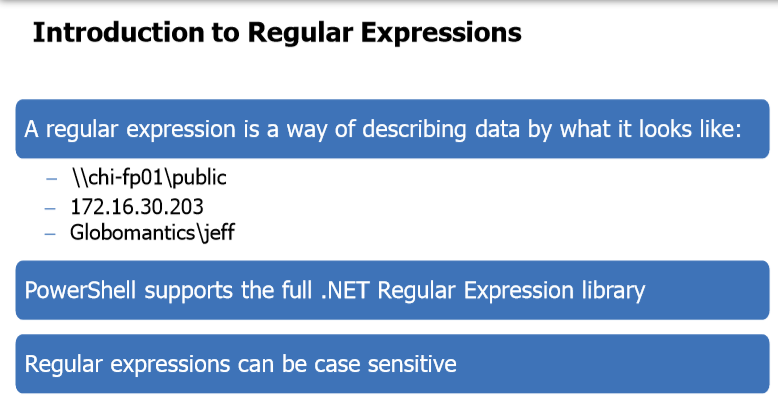 Introduction to Regular Expressions
A regular expression is a way of describing data by what it looks like:
– \\chi-fp01\public
– 172.16.30.203
– Globomantics\jeff
PowerShell supports the full .NET Regular Expression library
Regular expressions can be case sensitive